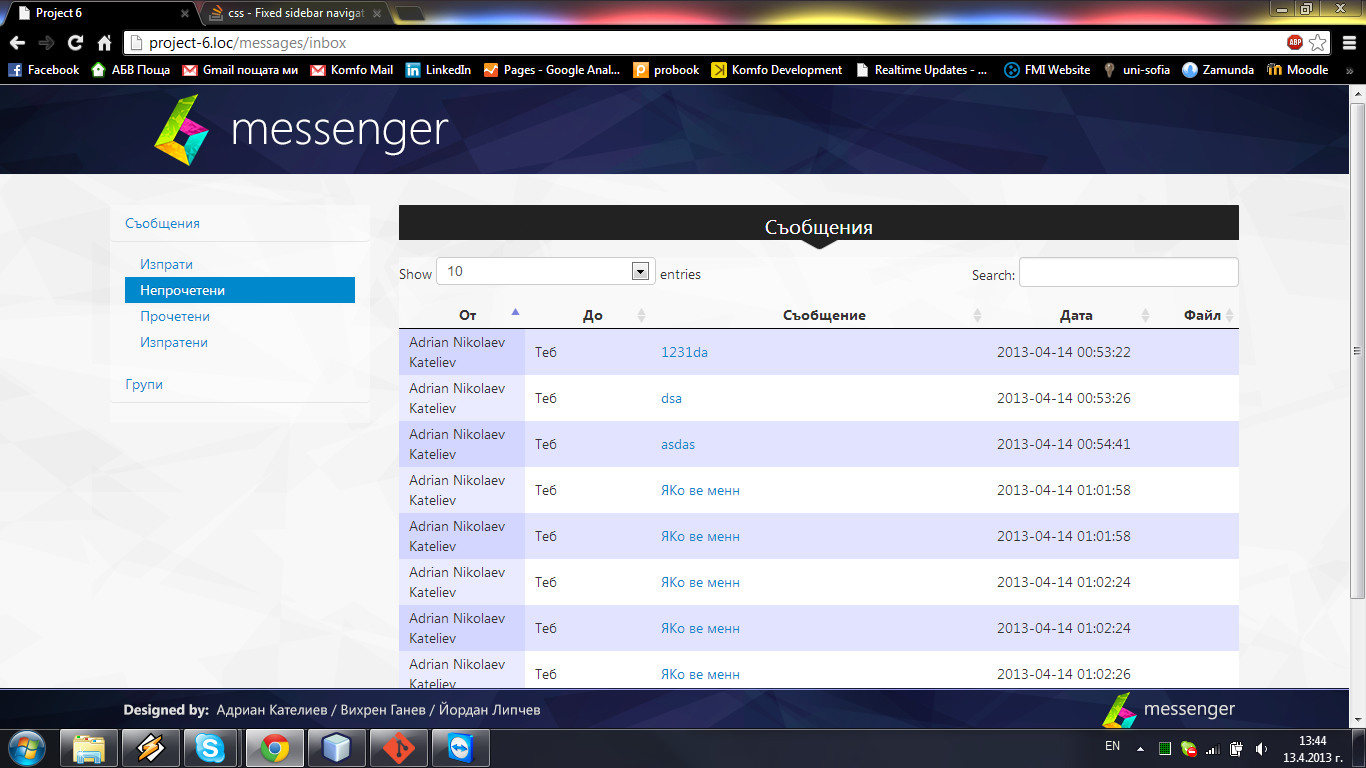 Project 6
css - Fixed sidebar navigat
project-6.loc/messages/inbox
ABP
Facebook
АБВ Поща
Gmail пощата ми
Komfo Mail
LinkedIn
Pages - Google Anal...
probook
Komfo Development
Realtime Updates - ...
FMI Website
uni-sofia
Zamunda
Moodle
»
messenger
Съобщения
Изпрати
Непрочетени
Прочетени
Изпратени
Групи
Съобщения
Show 10 entries
Search:
От До Съобщение Дата Файл
Adrian Nikolaev
Kateliev
Теб 1231da 2013-04-14 00:53:22
Adrian Nikolaev
Kateliev
Теб dsa 2013-04-14 00:53:26
Adrian Nikolaev
Kateliev
Теб asdas 2013-04-14 00:54:41
Adrian Nikolaev
Kateliev
Теб ЯКо ве менн 2013-04-14 01:01:58
Adrian Nikolaev
Kateliev
Теб ЯКо ве менн 2013-04-14 01:01:58
Adrian Nikolaev
Kateliev
Теб ЯКо ве менн 2013-04-14 01:02:24
Adrian Nikolaev
Kateliev
Теб ЯКо ве менн 2013-04-14 01:02:24
Adrian Nikolaev
Kateliev
Теб ЯКо ве менн 2013-04-14 01:02:26
Designed by: Адриан Кателиев / Вихрен Ганев / Йордан Липчев
messenger
EN
13:44
13.4.2013 г.